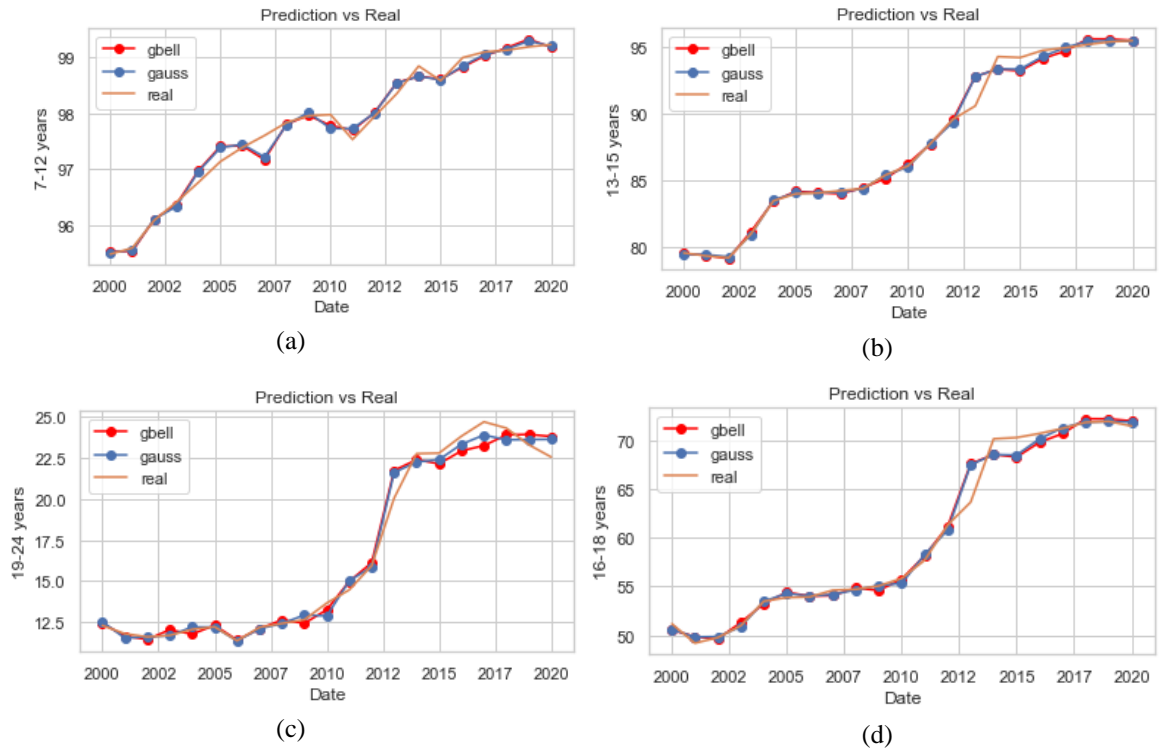 Prediction vs Real
99
98
97
96
7-12 years
gbell
gauss
real
2000 2002 2005 2007 2010 2012 2015 2017 2020
Date
(a)
Prediction vs Real
95
90
85
80
13-15 years
gbell
gauss
real
2000 2002 2005 2007 2010 2012 2015 2017 2020
Date
(b)
Prediction vs Real
25.0
22.5
20.0
17.5
15.0
12.5
19-24 years
gbell
gauss
real
2000 2002 2005 2007 2010 2012 2015 2017 2020
Date
(c)
Prediction vs Real
70
65
60
55
50
16-18 years
gbell
gauss
real
2000 2002 2005 2007 2010 2012 2015 2017 2020
Date
(d)